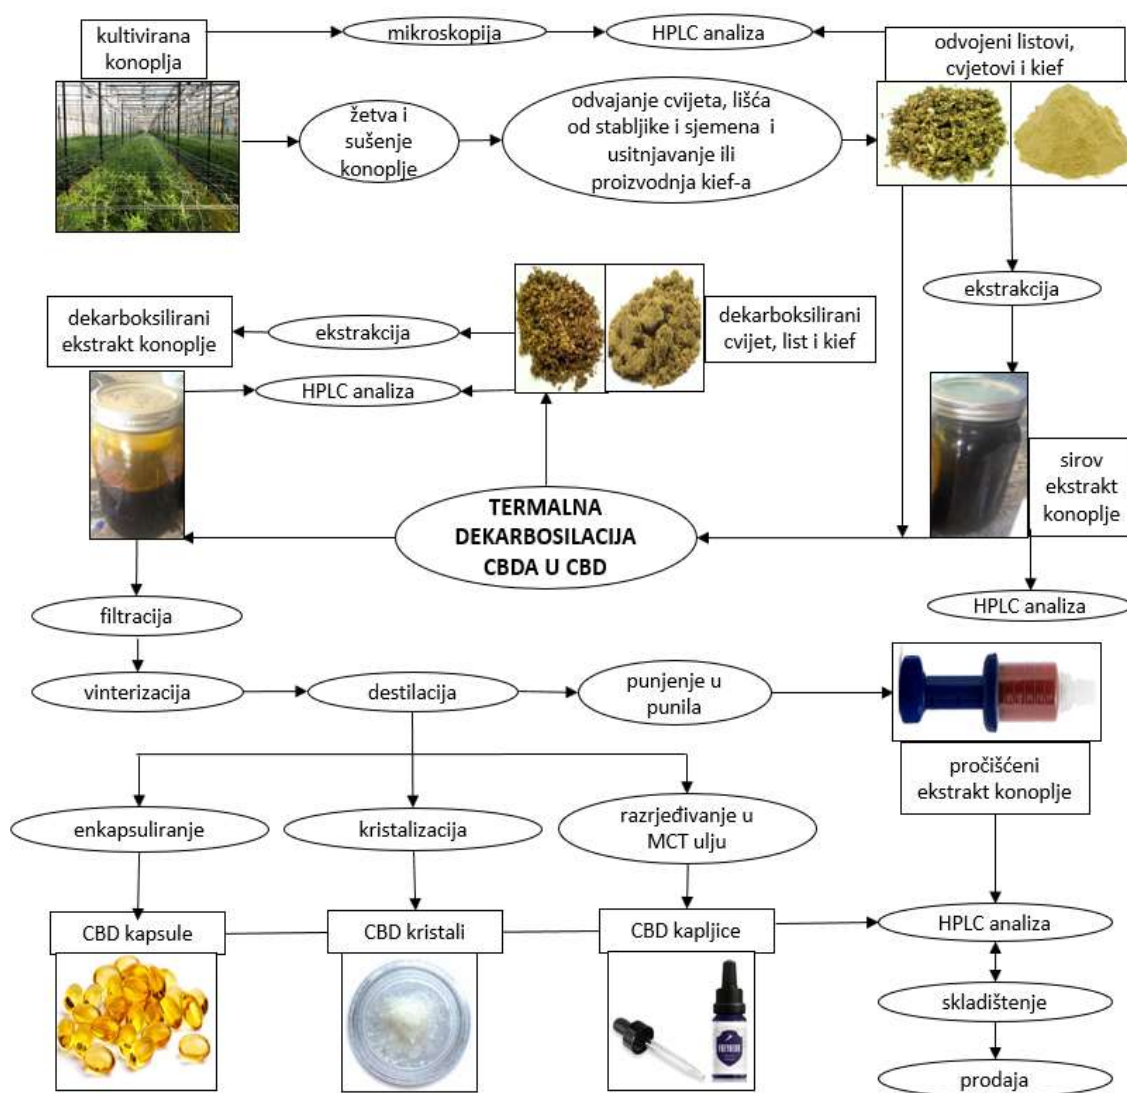 kultivirana
konoplja
mikroskopija
HPLC analiza
odvojeni listovi,
cvjetovi i kief
žetva i
sušenje
konoplje
odvajanje cvijeta, lišća
od stabljike i sjemena i
usitnjavanje ili
proizvodnja kief-a
ekstrakcija
dekarboksilirani
ekstrakt konoplje
ekstrakcija
dekarboksilirani
cvijet, list i kief
HPLC analiza
sirov
ekstrakt
konoplje
TERMALNA
DEKARBOSILACIJA
CBDA U CBD
HPLC analiza
filtracija
vinterizacija
destilacija
punjenje u
punila
pročišćeni
ekstrakt konoplje
enkapsuliranje
kristalizacija
razrjeđivanje u
MCT ulju
CBD kapsule
CBD kristali
CBD kapljice
HPLC analiza
skladištenje
prodaja